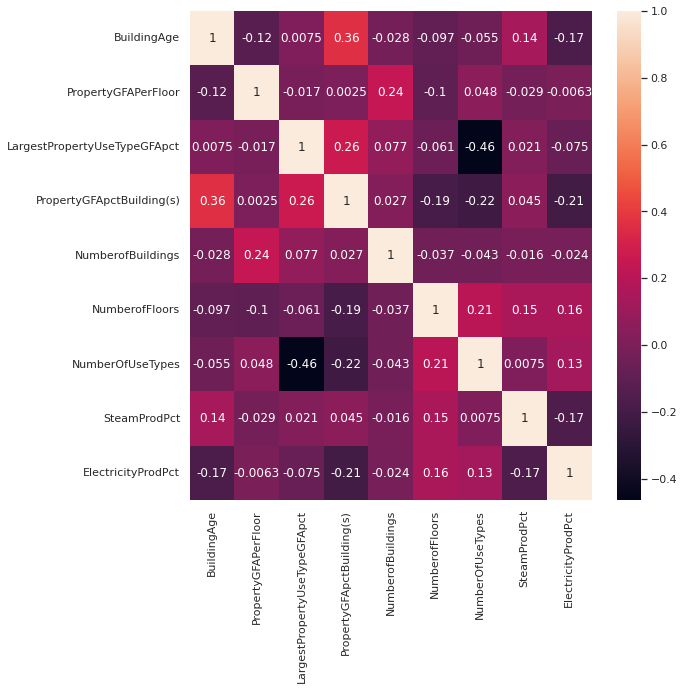 BuildingAge 1 -0.12 0.0075 0.36 -0.028 -0.097 -0.055 0.14 -0.17
PropertyGFAPerFloor -0.12 1 -0.017 0.0025 0.24 -0.1 0.048 -0.029 -0.0063
LargestPropertyUseTypeGFApct 0.0075 -0.017 1 0.26 0.077 -0.061 -0.46 0.021 -0.075
PropertyGFApctBuilding(s) 0.36 0.0025 0.26 1 0.027 -0.19 -0.22 0.045 -0.21
NumberofBuildings -0.028 0.24 0.077 0.027 1 -0.037 -0.043 -0.016 -0.024
NumberofFloors -0.097 -0.1 -0.061 -0.19 -0.037 1 0.21 0.15 0.16
NumberOfUseTypes -0.055 0.048 -0.46 -0.22 -0.043 0.21 1 0.0075 0.13
SteamProdPct 0.14 -0.029 0.021 0.045 -0.016 0.15 0.0075 1 -0.17
ElectricityProdPct -0.17 -0.0063 -0.075 -0.21 -0.024 0.16 0.13 -0.17 1
BuildingAge
PropertyGFAPerFloor
LargestPropertyUseTypeGFApct
PropertyGFApctBuilding(s)
NumberofBuildings
NumberofFloors
NumberOfUseTypes
SteamProdPct
ElectricityProdPct
1.0
0.8
0.6
0.4
0.2
0.0
−0.2
−0.4